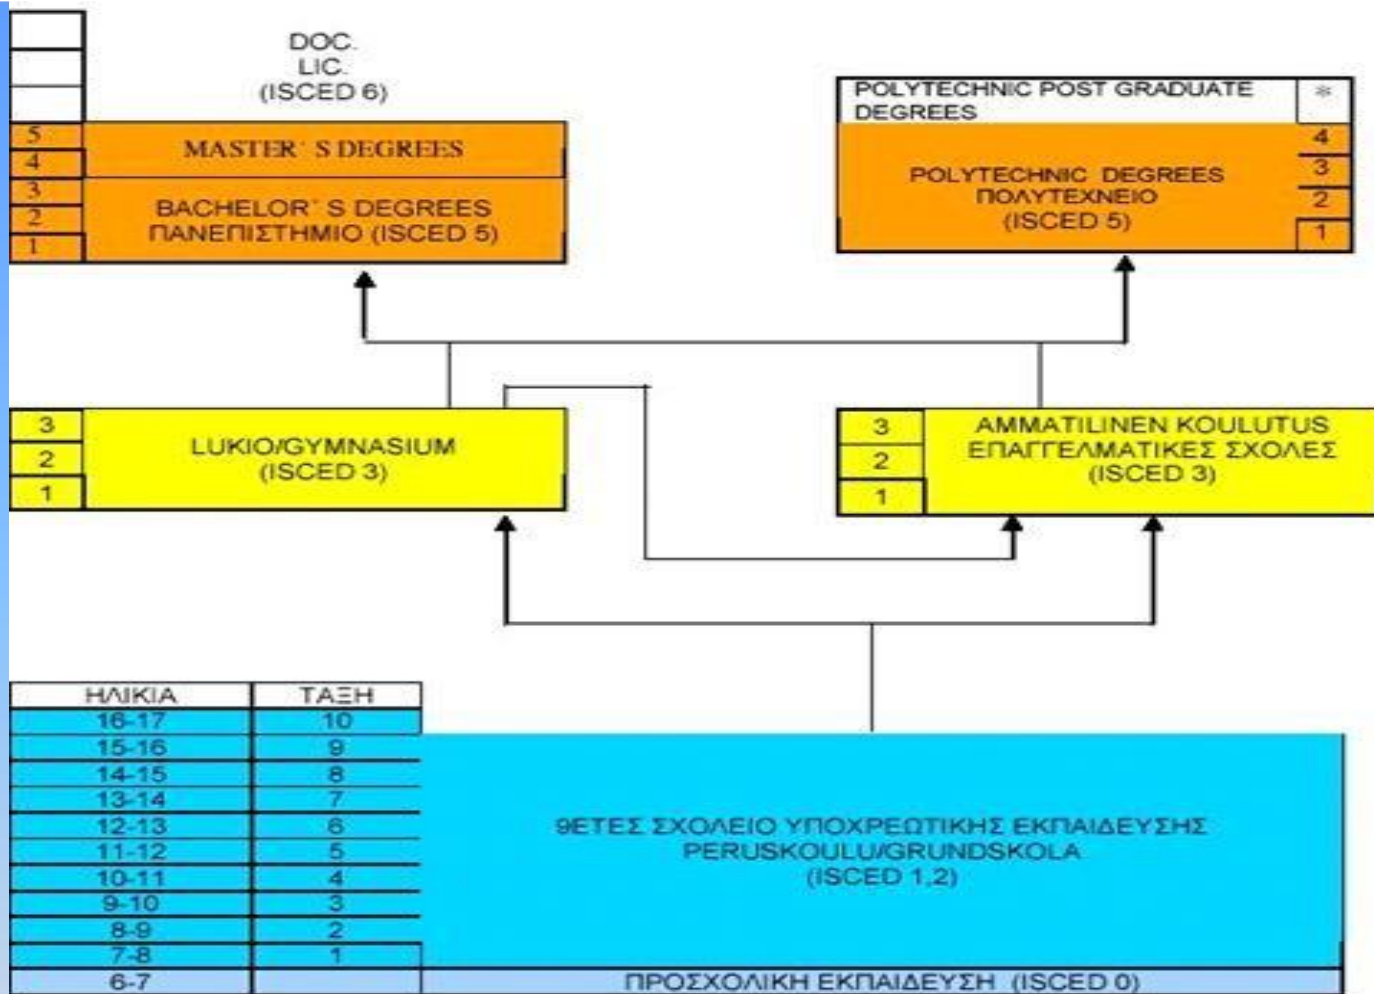 DOC.
LIC.
(ISCED 6)
POLYTECHNIC POST GRADUATE
DEGREES
*
5
4
MASTER΄ S DEGREES
3
2
1
BACHELOR΄ S DEGREES
ΠΑΝΕΠΙΣΤΗΜΙΟ (ISCED 5)
POLYTECHNIC DEGREES
ΠΟΛΥΤΕΧΝΕΙΟ
(ISCED 5)
4
3
2
1
3
2
1
LUKIO/GYMNASIUM
(ISCED 3)
3
2
1
AMMATILINEN KOULUTUS
ΕΠΑΓΓΕΛΜΑΤΙΚΕΣ ΣΧΟΛΕΣ
(ISCED 3)
ΗΛΙΚΙΑ ΤΑΞΗ
16-17 10
15-16 9
14-15 8
13-14 7
12-13 6
11-12 5
10-11 4
9-10 3
8-9 2
7-8 1
9ΕΤΕΣ ΣΧΟΛΕΙΟ ΥΠΟΧΡΕΩΤΙΚΗΣ ΕΚΠΑΙΔΕΥΣΗΣ
PERUSKOULU/GRUNDSKOLA
(ISCED 1,2)
6-7 ΠΡΟΣΧΟΛΙΚΗ ΕΚΠΑΙΔΕΥΣΗ (ISCED 0)